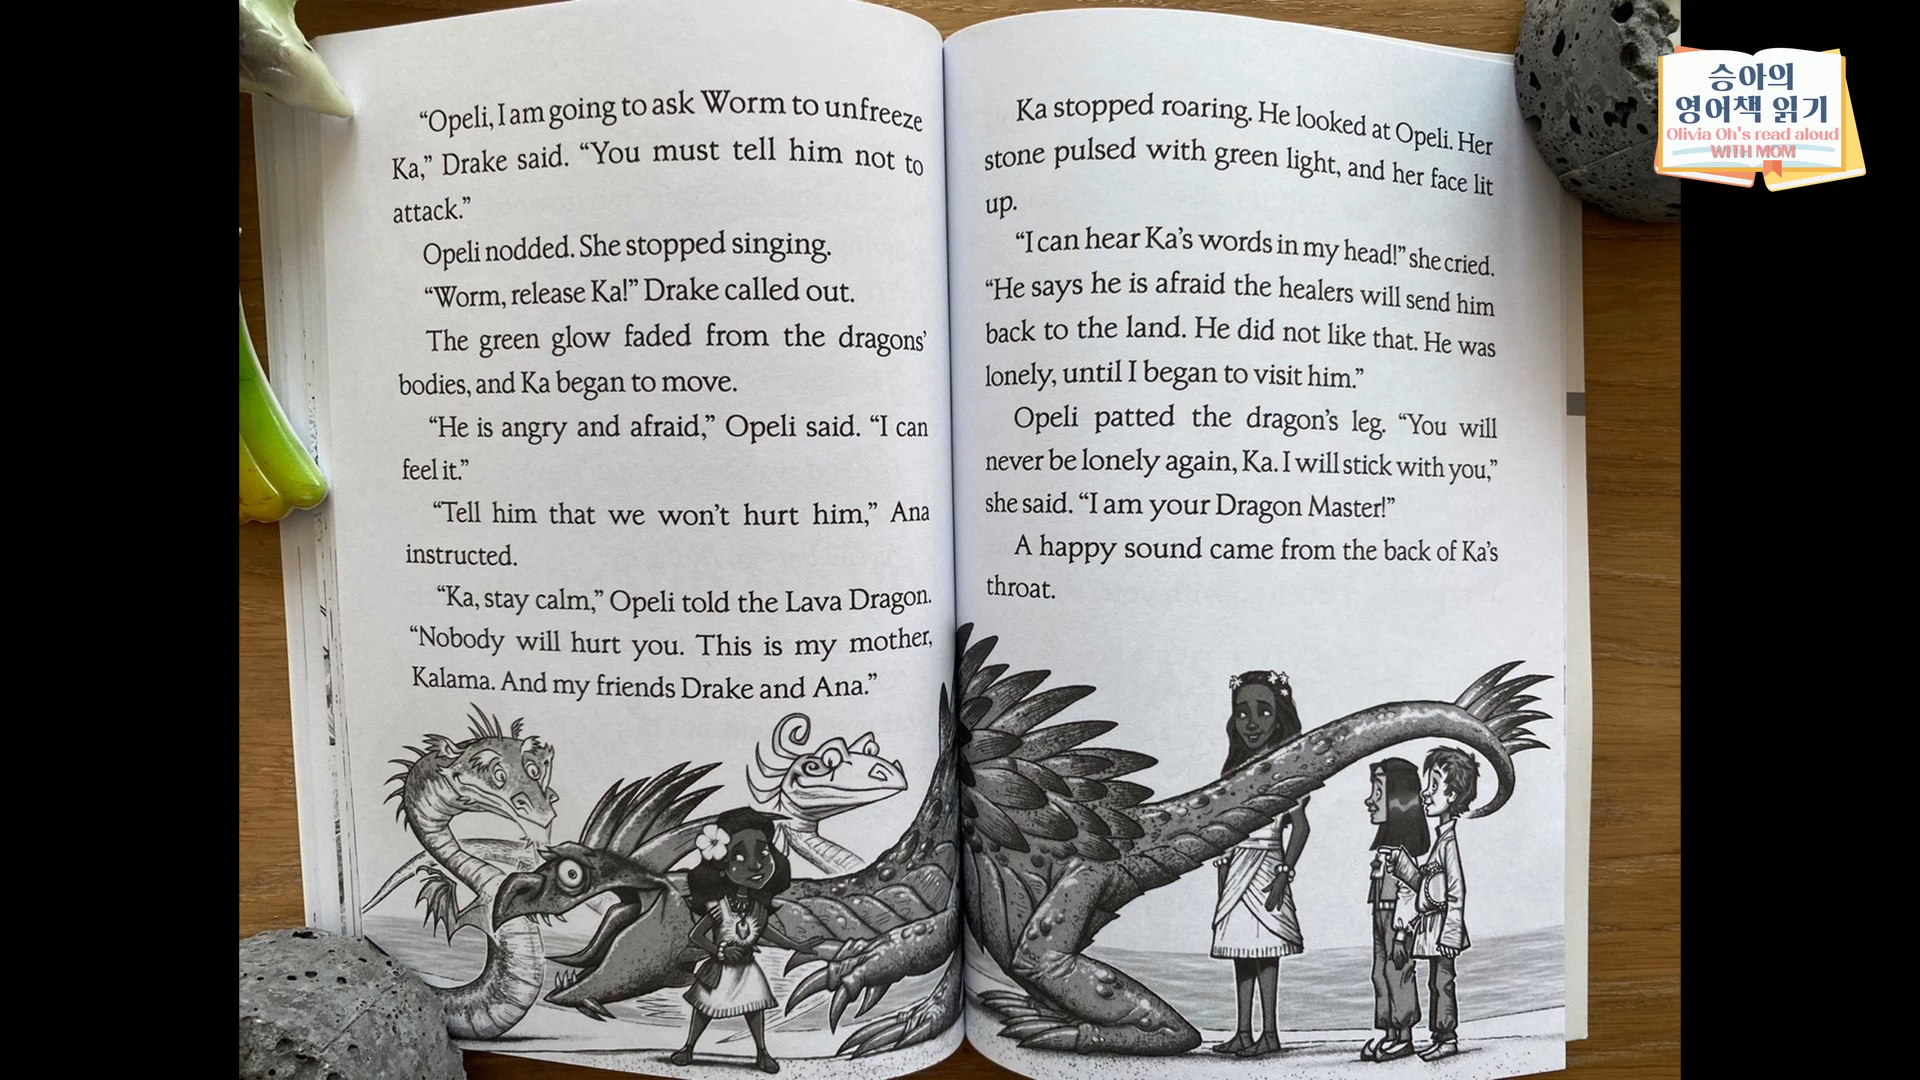 “Opeli, I am going to ask Worm to unfreeze
Ka,” Drake said. “You must tell him not to
attack.”
Opeli nodded. She stopped singing.
“Worm, release Ka!” Drake called out.
The green glow faded from the dragons’
bodies, and Ka began to move.
“He is angry and afraid,” Opeli said. “I can
feel it.”
“Tell him that we won’t hurt him,” Ana
instructed.
“Ka, stay calm,” Opeli told the Lava Dragon.
“Nobody will hurt you. This is my mother,
Kalama. And my friends Drake and Ana.”
Ka stopped roaring. He looked at Opeli. Her
stone pulsed with green light, and her face lit
up.
“I can hear Ka’s words in my head!” she cried.
“He says he is afraid the healers will send him
back to the land. He did not like that. He was
lonely, until I began to visit him.”
Opeli patted the dragon’s leg. “You will
never be lonely again, Ka. I will stick with you,”
she said. “I am your Dragon Master!”
A happy sound came from the back of Ka’s
throat.
승아의
영어책 읽기
Olivia Oh's read aloud
WITH MOM